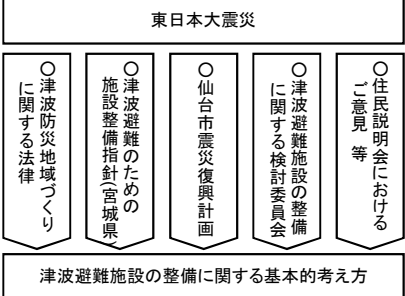 東日本大震災
〇津波防災地域づくり
に関する法律
〇津波避難のための
施設整備指針(宮城県)
〇仙台市震災復興計画
〇津波避難施設の整備
に関する検討委員会
〇住民説明会における
ご意見 等
津波避難施設の整備に関する基本的考え方